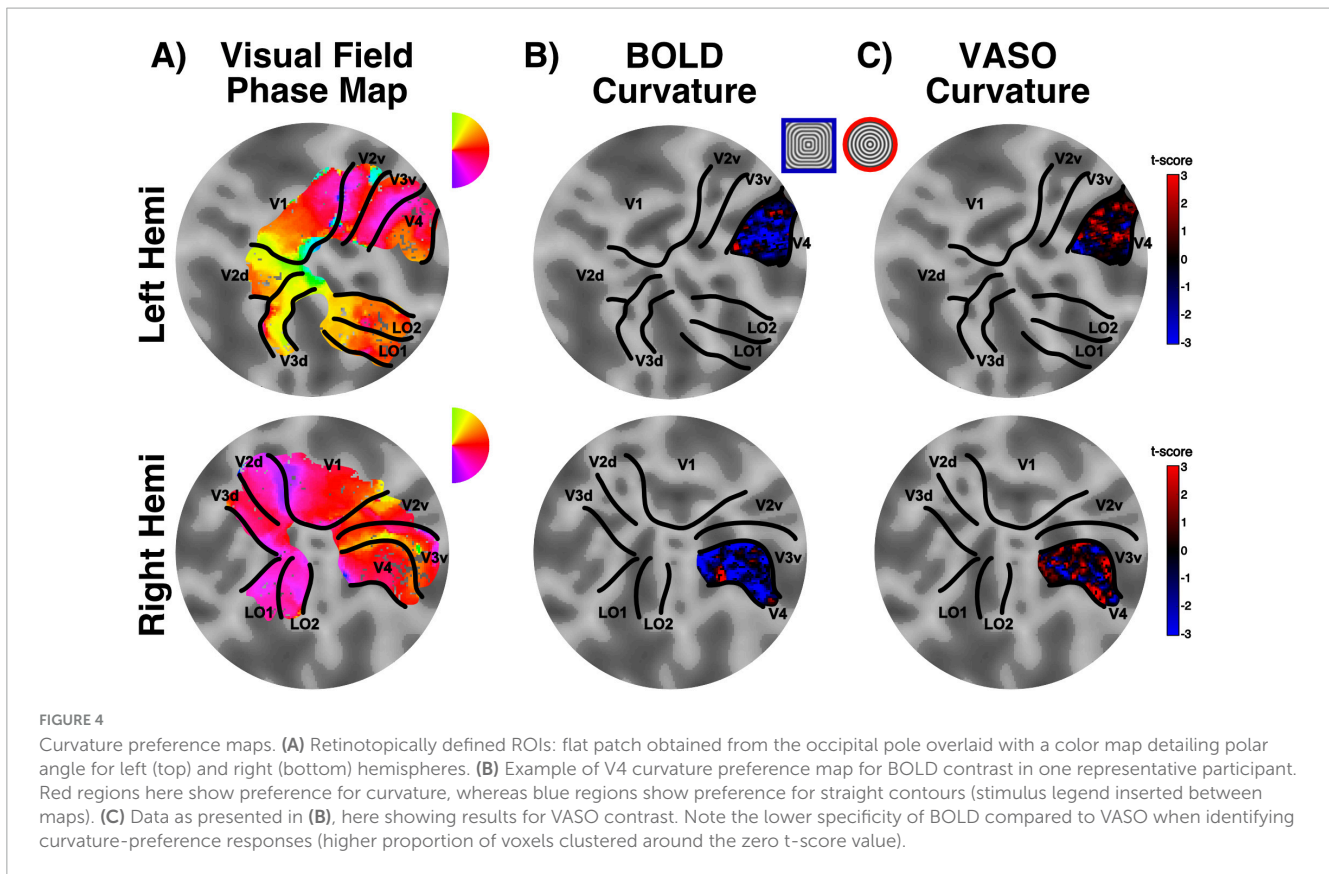 A) Visual Field Phase Map
B) BOLD Curvature
C) VASO Curvature
Left Hemi
V1
V2v
V3v
V4
V2d
V3d
LO2
LO1
V1
V2v
V3v
V4
V2d
V3d
LO2
LO1
V1
V2v
V3v
V4
V2d
V3d
LO2
LO1
t-score
3
2
1
0
-1
-2
-3
Right Hemi
V2d
V1
V3d
V2v
V3v
V4
LO1
LO2
V2d
V1
V3d
V2v
V3v
V4
LO1
LO2
V2d
V1
V3d
V2v
V3v
V4
LO1
LO2
t-score
3
2
1
0
-1
-2
-3
FIGURE 4
Curvature preference maps. (A) Retinotopically defined ROIs: flat patch obtained from the occipital pole overlaid with a color map detailing polar
angle for left (top) and right (bottom) hemispheres. (B) Example of V4 curvature preference map for BOLD contrast in one representative participant.
Red regions here show preference for curvature, whereas blue regions show preference for straight contours (stimulus legend inserted between
maps). (C) Data as presented in (B), here showing results for VASO contrast. Note the lower specificity of BOLD compared to VASO when identifying
curvature-preference responses (higher proportion of voxels clustered around the zero t-score value).